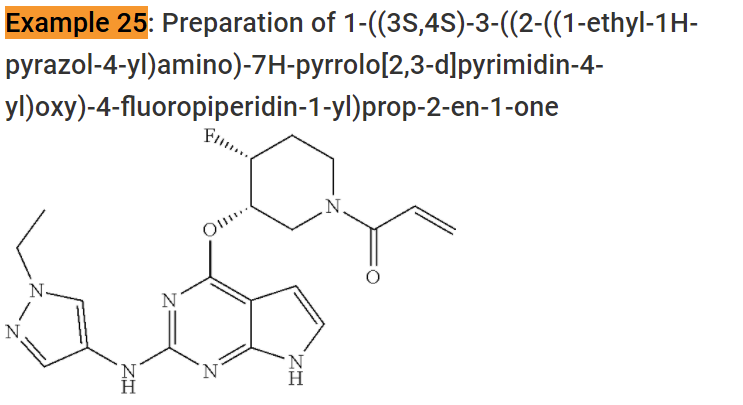 Example 25: Preparation of 1-((3S,4S)-3-((2-((1-ethyl-1H-
pyrazol-4-yl)amino)-7H-pyrrolo[2,3-d]pyrimidin-4-
yl)oxy)-4-fluoropiperidin-1-yl)prop-2-en-1-one
F
N
O
O
N
N
N
N
N
H
N
H